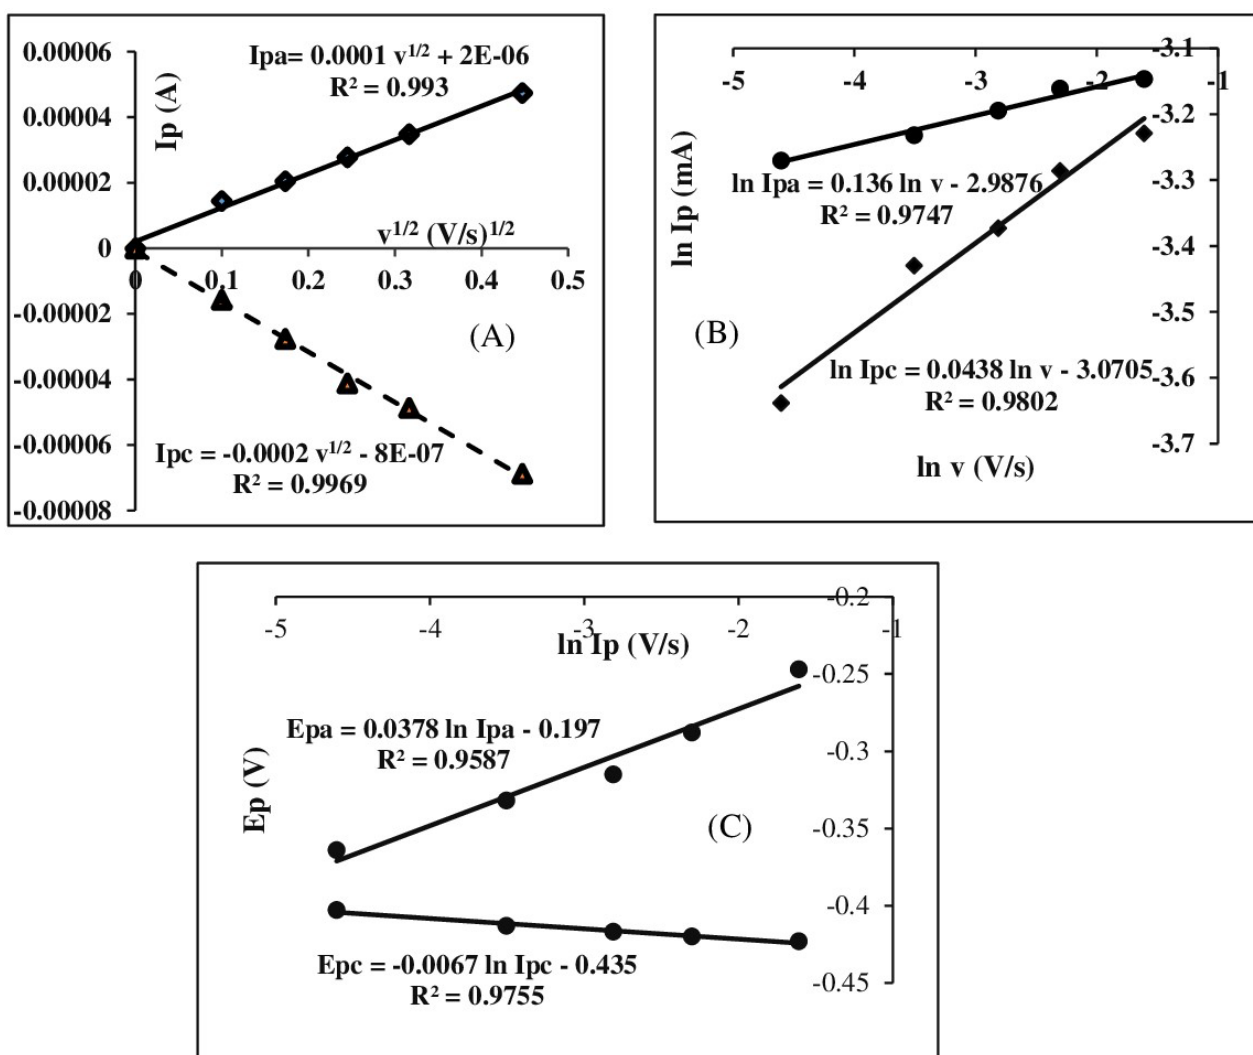 Ipa= 0.0001 v^1/2 + 2E-06
R² = 0.993
0.00006
0.00004
0.00002
0
-0.00002
-0.00004
-0.00006
-0.00008
Ip (A)
v^1/2 (V/s)^1/2
0 0.1 0.2 0.3 0.4 0.5
(A)
Ipc = -0.0002 v^1/2 - 8E-07
R² = 0.9969
-5 -4 -3 -2 -1
-3.1
-3.2
-3.3
-3.4
-3.5
-3.6
-3.7
ln Ip (mA)
ln Ipa = 0.136 ln v - 2.9876
R² = 0.9747
(B)
ln Ipc = 0.0438 ln v - 3.0705
R² = 0.9802
ln v (V/s)
-5 -4 -3 -2 -1
ln Ip (V/s)
-0.2
-0.25
-0.3
-0.35
-0.4
-0.45
Ep (V)
Epa = 0.0378 ln Ipa - 0.197
R² = 0.9587
(C)
Epc = -0.0067 ln Ipc - 0.435
R² = 0.9755